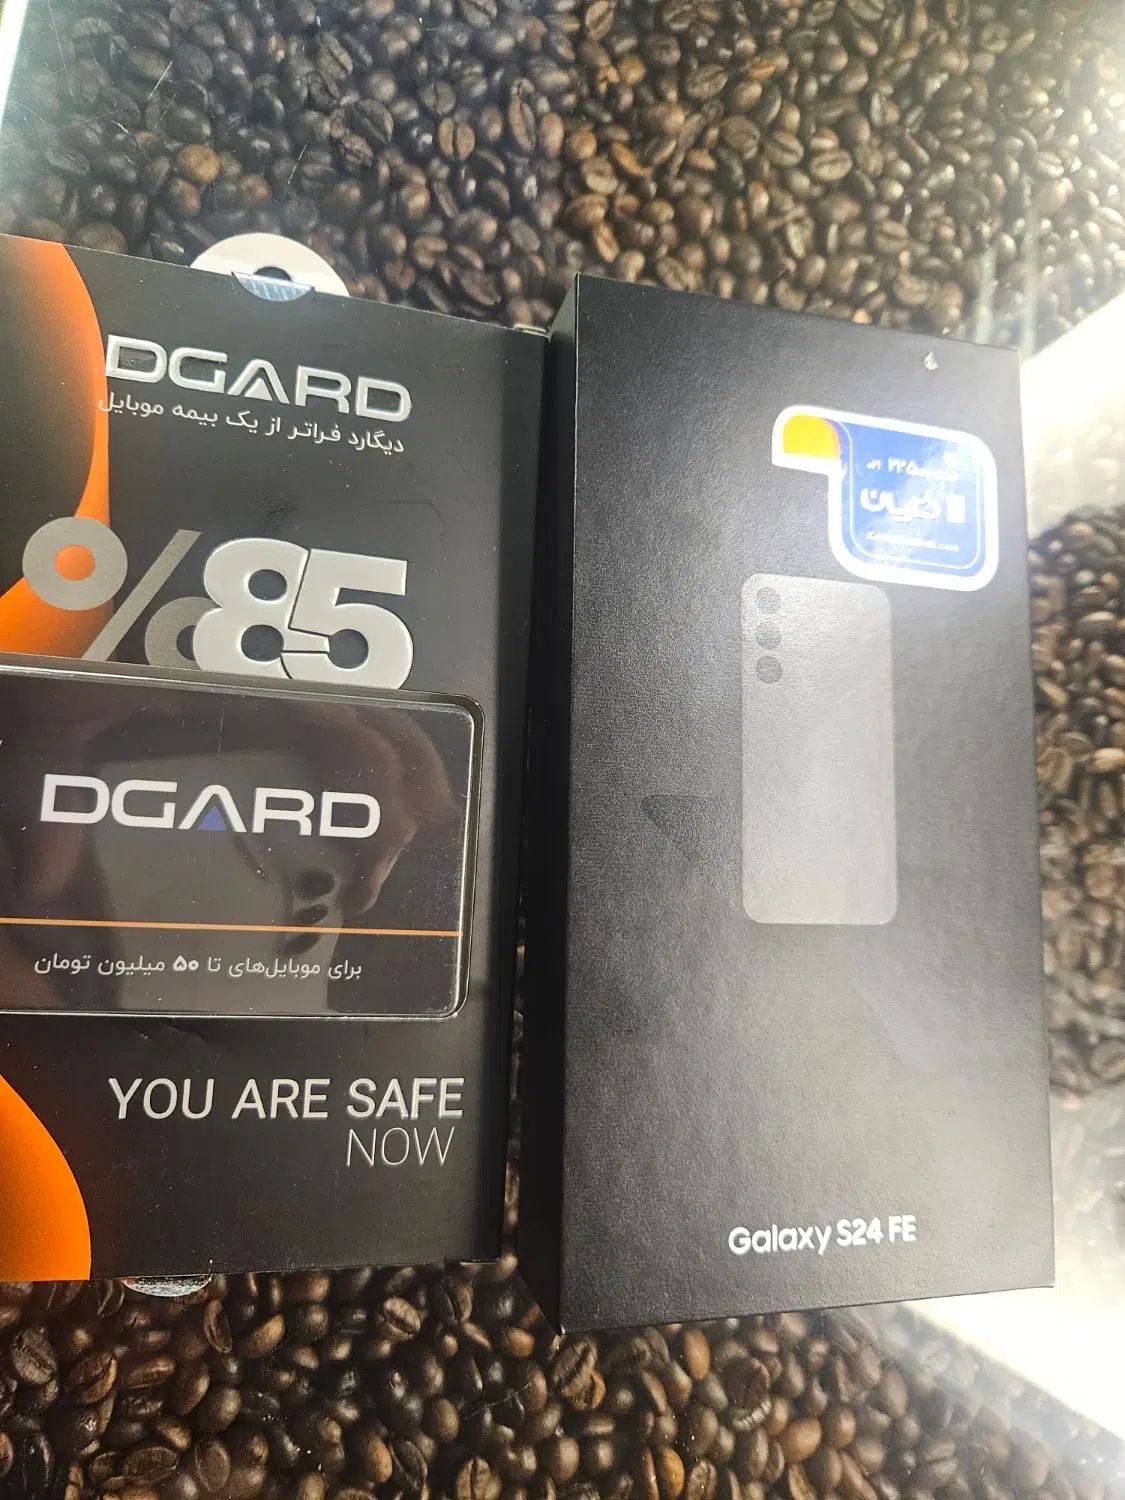 DGARD
دیگارد فراتر از یک بیمه موبایل
%85
DGARD
برای موبایل‌های تا ۵۰ میلیون تومان
YOU ARE SAFE
NOW
کریان
Galaxy S24 FE